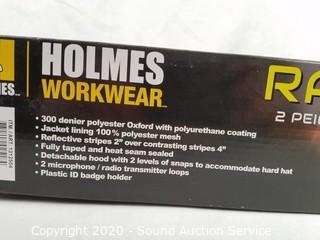 HOLMES
WORKWEAR™
RA
2 PEI
• 300 denier polyester Oxford with polyurethane coating
• Jacket lining 100% polyester mesh
• Reflective stripes 2" over contrasting stripes 4"
• Fully taped and heat seam sealed
• Detachable hood with 2 levels of snaps to accommodate hard hat
• 2 microphone / radio transmitter loops
• Plastic ID badge holder
Copyright © 2020 - Sound Auction Service